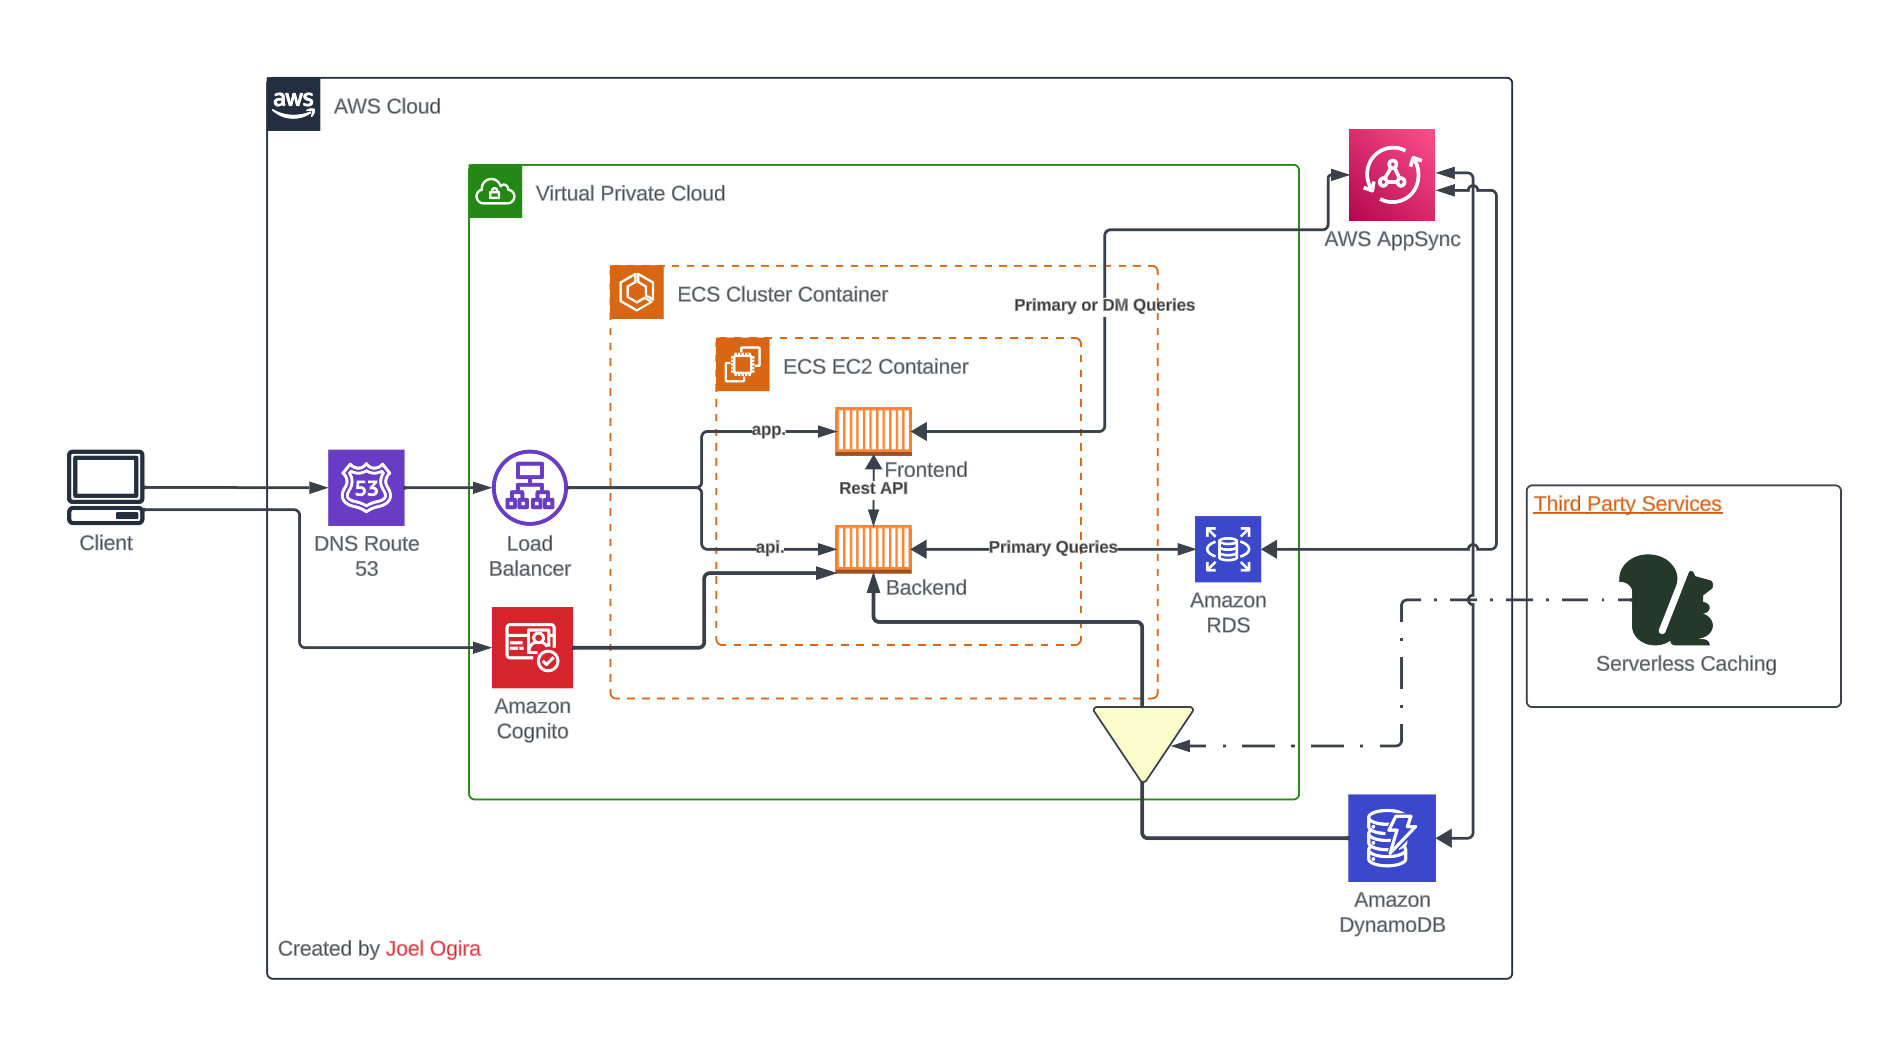 aws
AWS Cloud
Virtual Private Cloud
AWS AppSync
ECS Cluster Container
Primary or DM Queries
ECS EC2 Container
app.
Frontend
Rest API
53
Client
DNS Route
53
Load
Balancer
api.
Primary Queries
Backend
Amazon
RDS
Third Party Services
Serverless Caching
Amazon
Cognito
Amazon
DynamoDB
Created by Joel Ogira